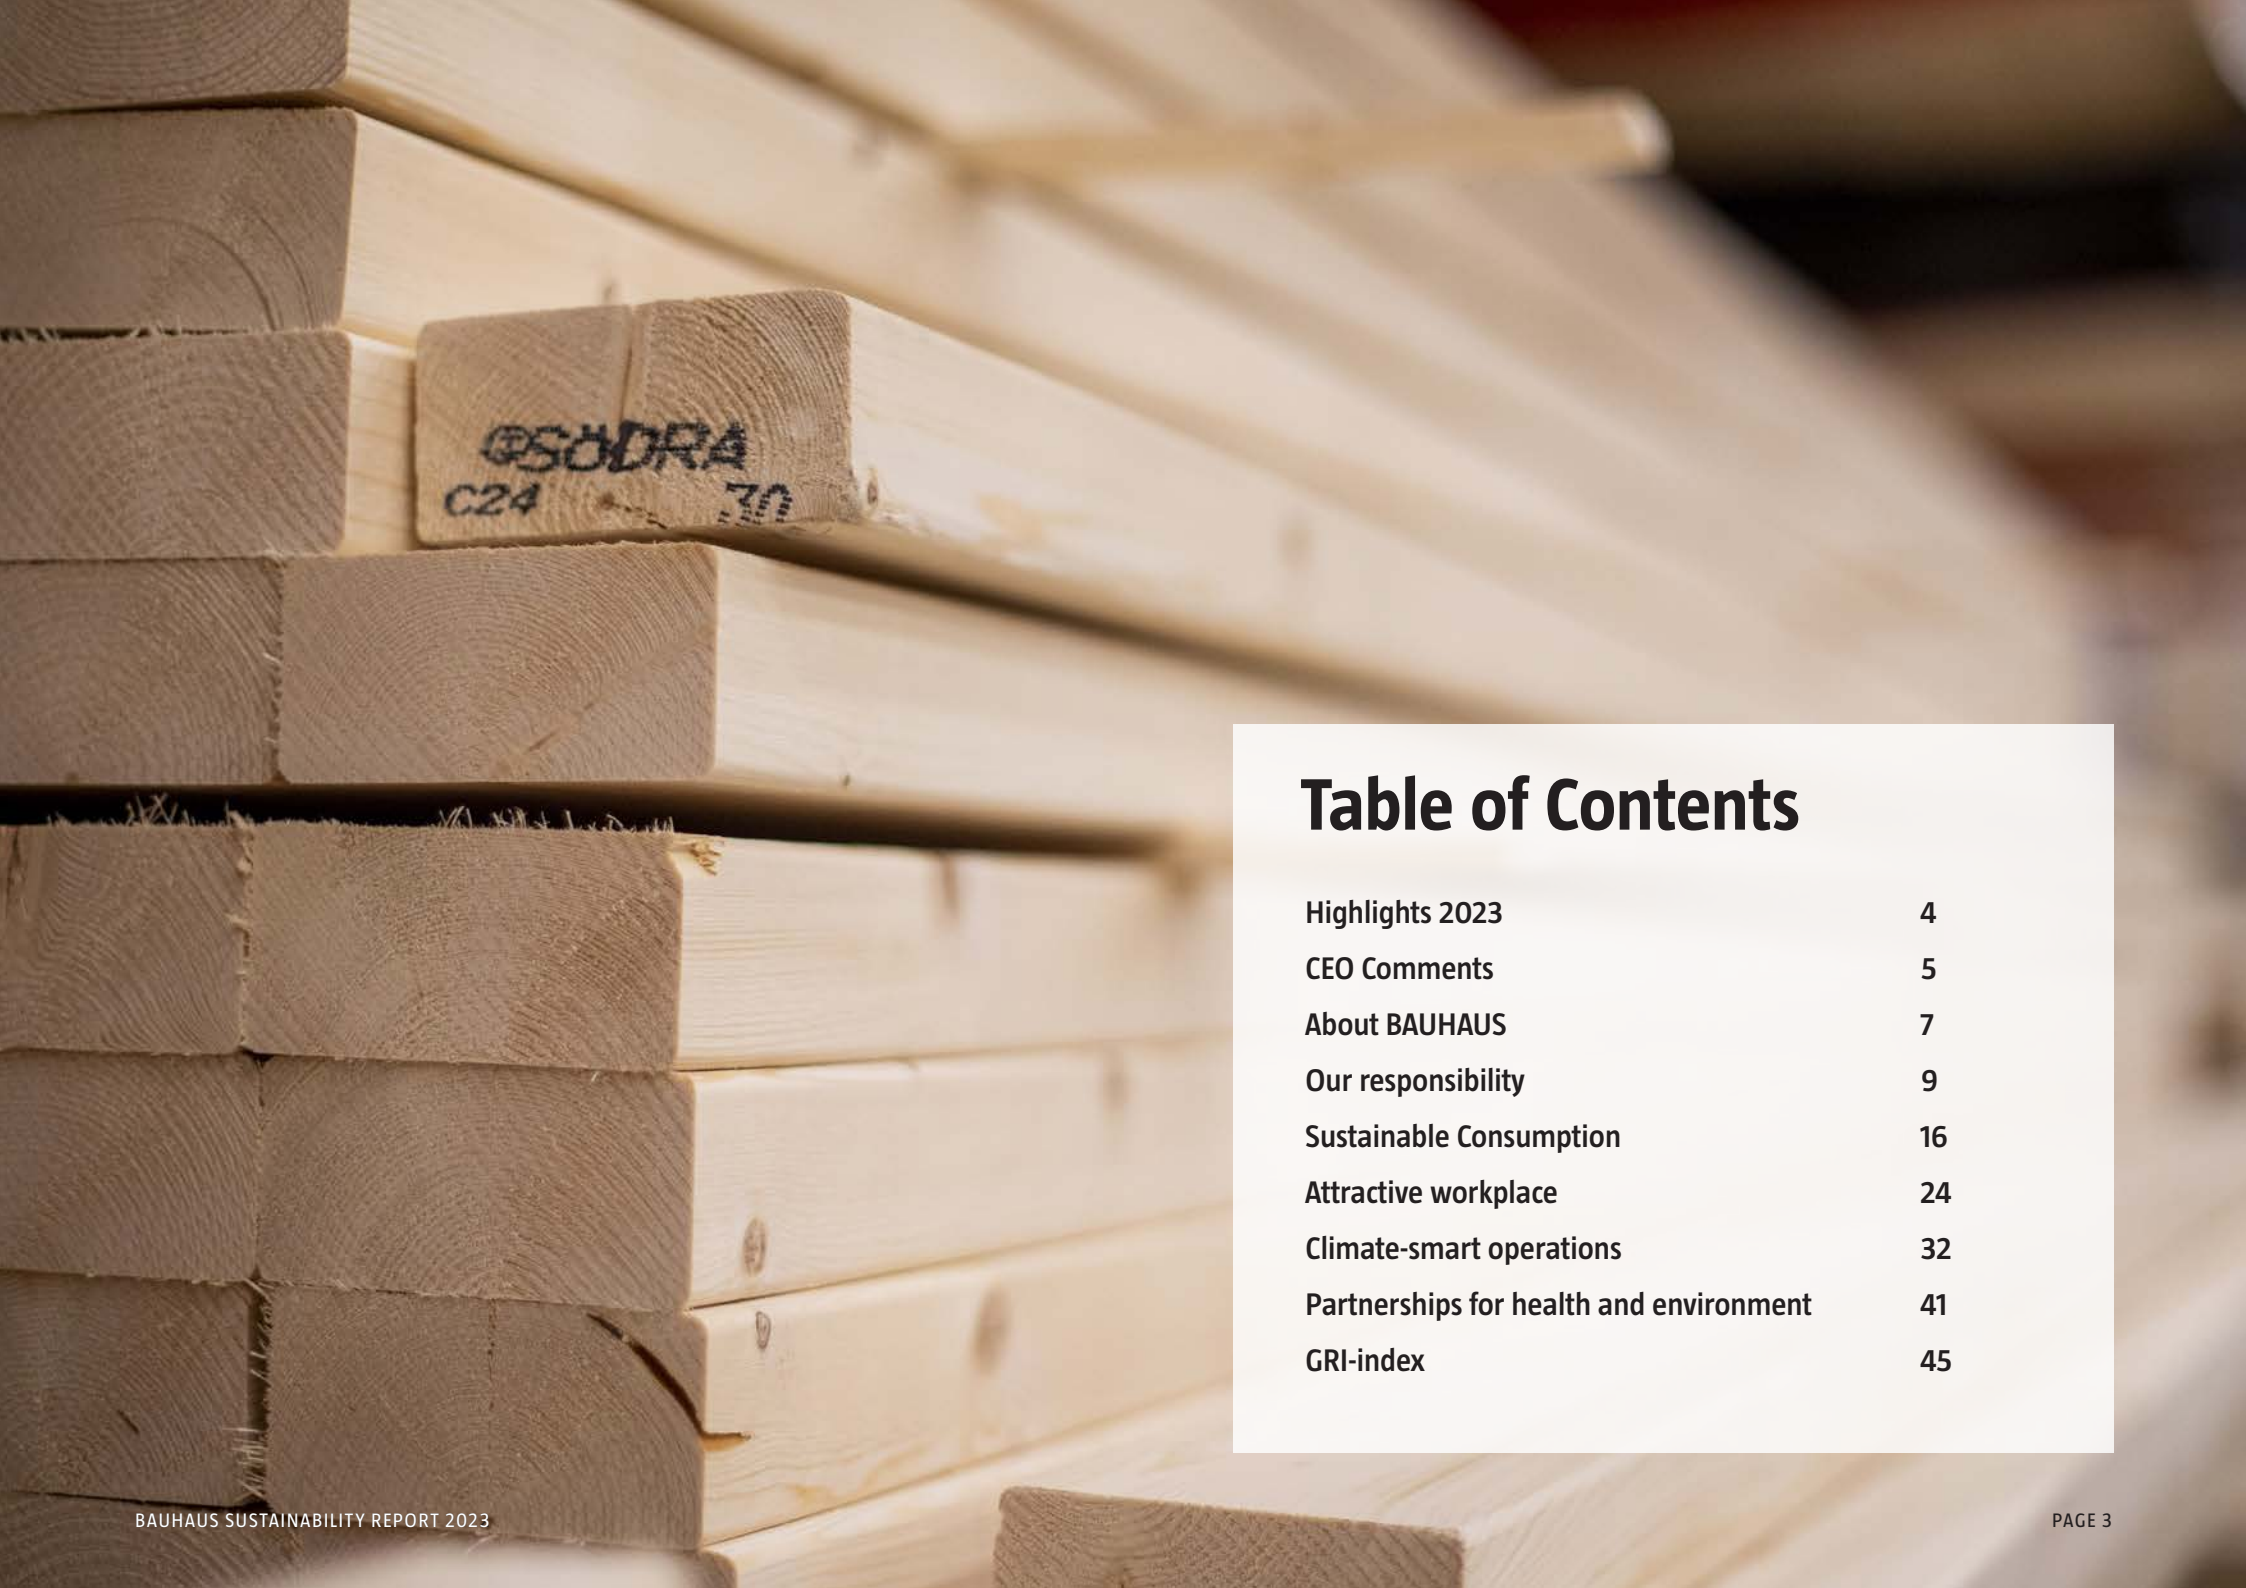 SÖDRA
C24 30
Table of Contents
Highlights 2023 4
CEO Comments 5
About BAUHAUS 7
Our responsibility 9
Sustainable Consumption 16
Attractive workplace 24
Climate-smart operations 32
Partnerships for health and environment 41
GRI-index 45
BAUHAUS SUSTAINABILITY REPORT 2023 PAGE 3